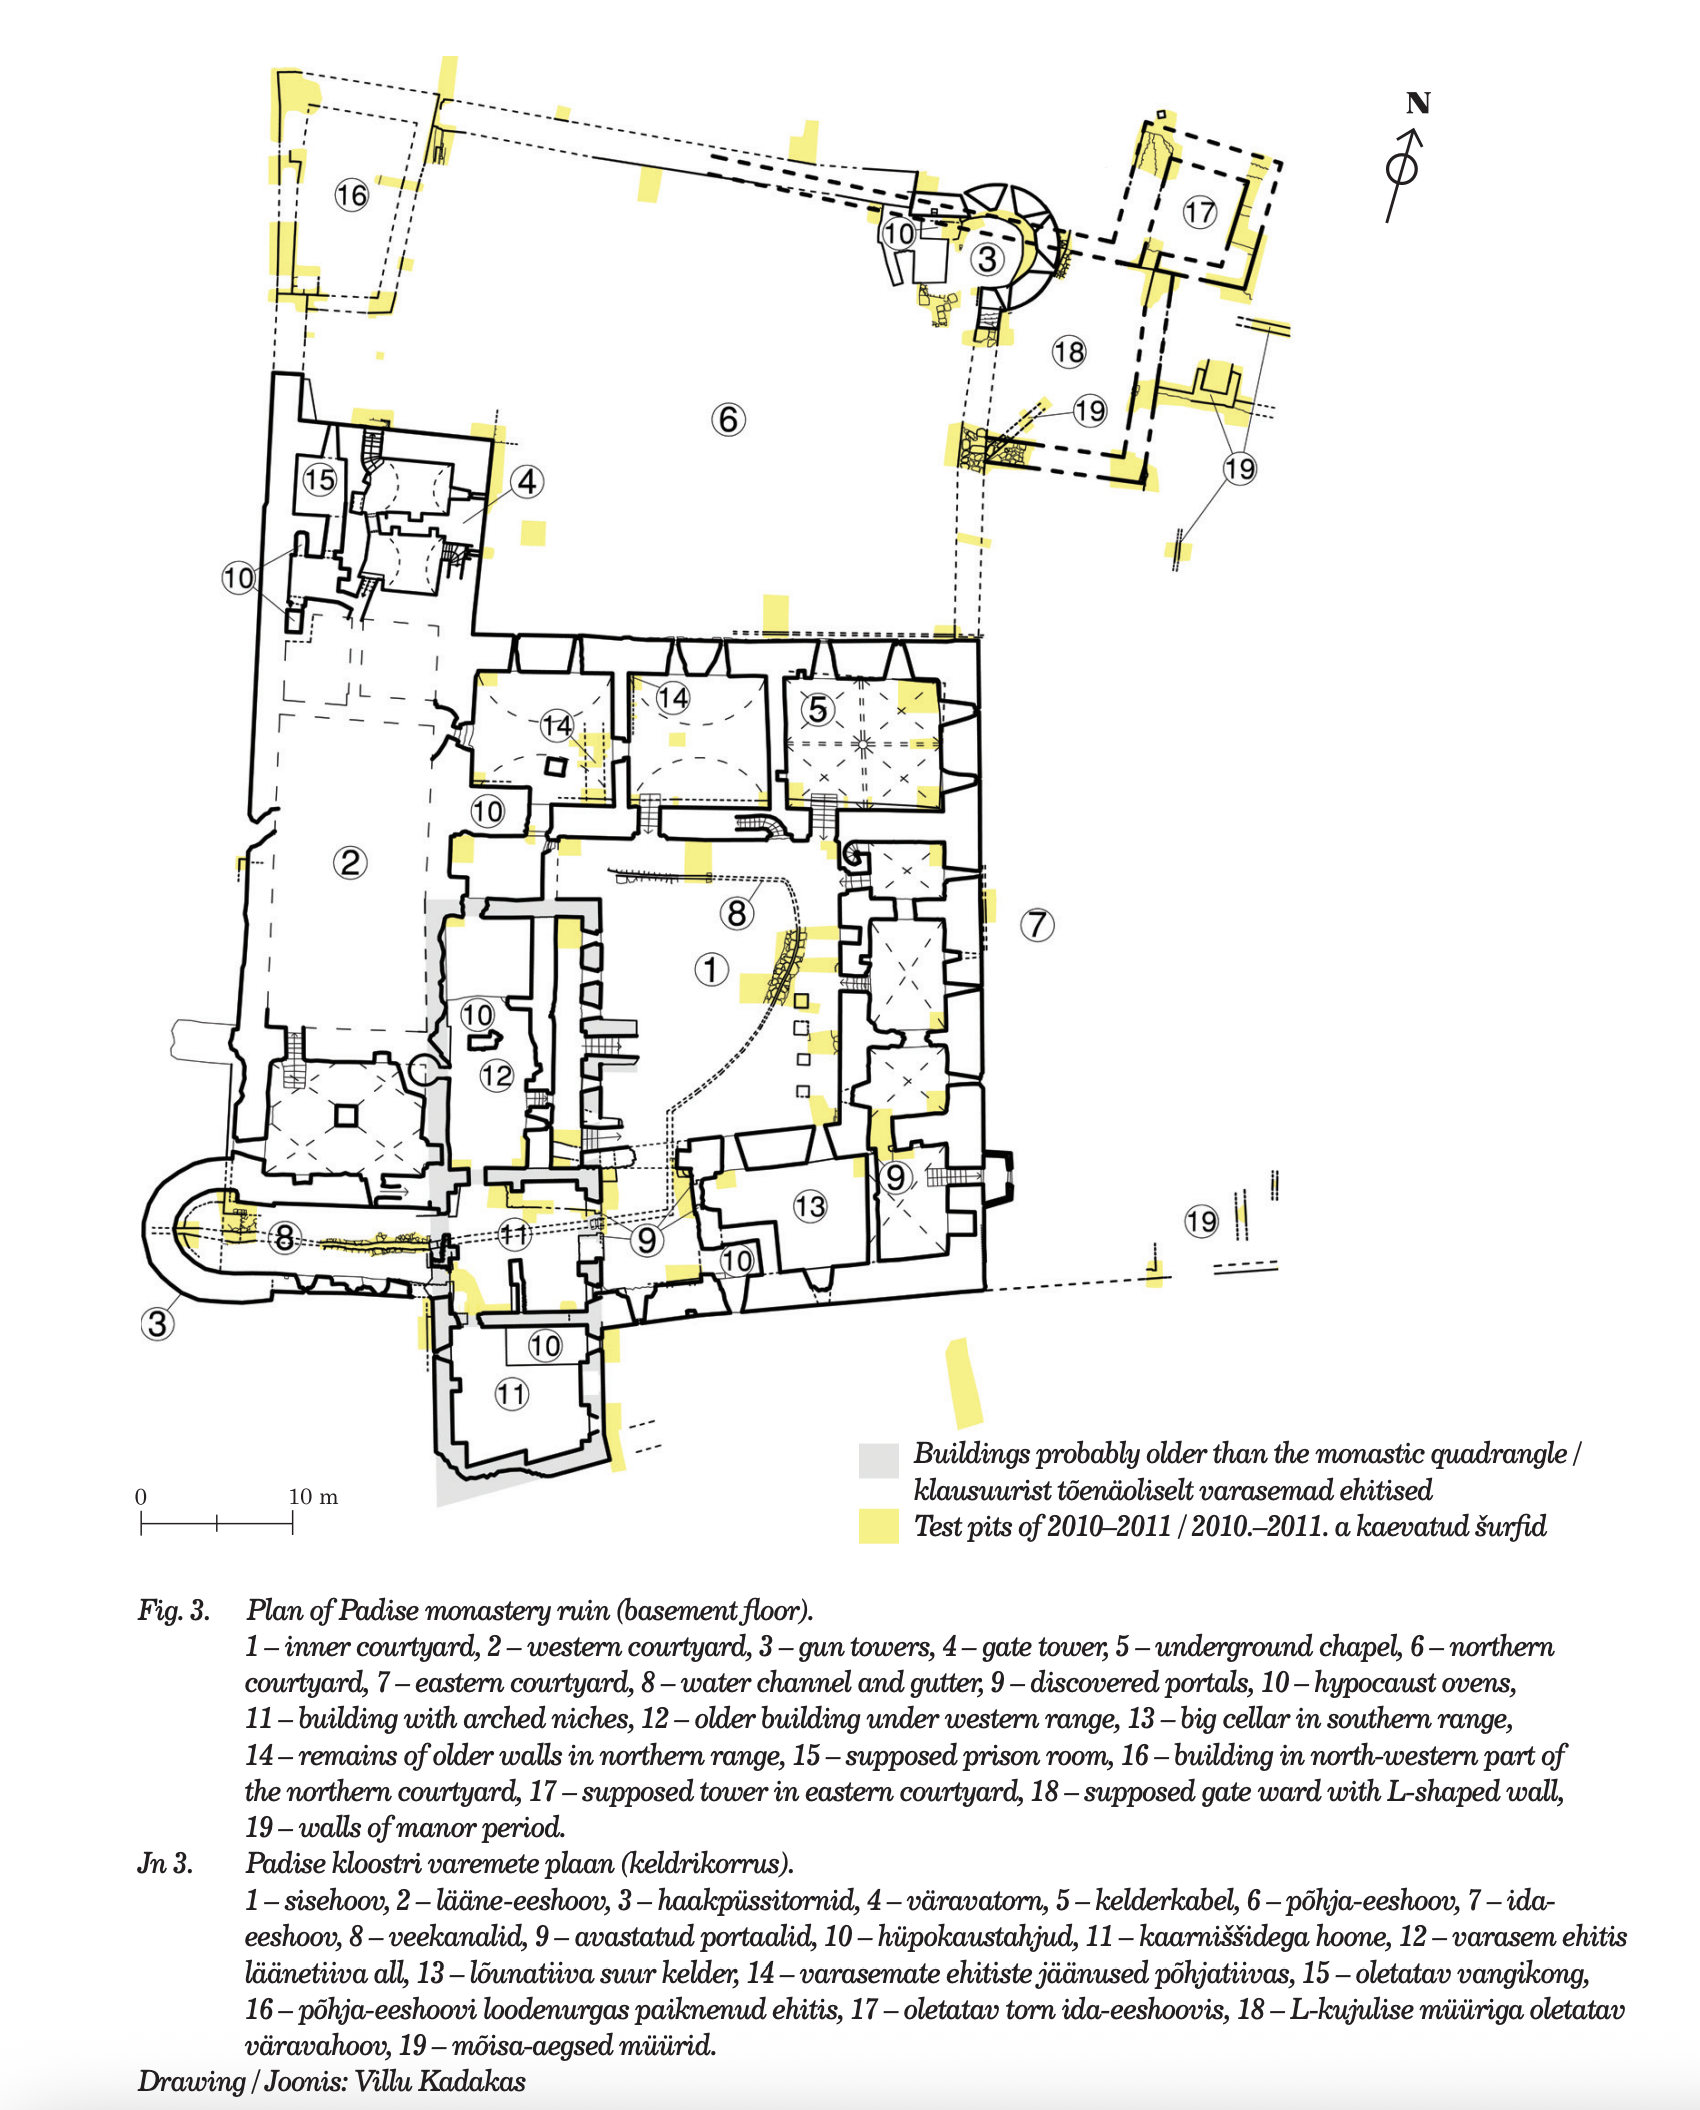 N
16
17
10
3
18
6
19
15
4
19
10
14
5
14
10
2
8
7
1
10
12
9
13
19
8
11
9
10
3
10
11
0 10 m
Buildings probably older than the monastic quadrangle /
klausuurist tõenäoliselt varasemad ehitised
Test pits of 2010–2011 / 2010.–2011. a kaevatud šurfid
Fig. 3. Plan of Padise monastery ruin (basement floor).
1 – inner courtyard, 2 – western courtyard, 3 – gun towers, 4 – gate tower, 5 – underground chapel, 6 – northern
courtyard, 7 – eastern courtyard, 8 – water channel and gutter, 9 – discovered portals, 10 – hypocaust ovens,
11 – building with arched niches, 12 – older building under western range, 13 – big cellar in southern range,
14 – remains of older walls in northern range, 15 – supposed prison room, 16 – building in north-western part of
the northern courtyard, 17 – supposed tower in eastern courtyard, 18 – supposed gate ward with L-shaped wall,
19 – walls of manor period.
Jn 3. Padise kloostri varemete plaan (keldrikorrus).
1 – sisehoov, 2 – lääne-eeshoov, 3 – haakpüssitornid, 4 – väravatorn, 5 – kelderkabel, 6 – põhja-eeshoov, 7 – ida-
eeshoov, 8 – veekanalid, 9 – avastatud portaalid, 10 – hüpokaustahjud, 11 – kaarniššidega hoone, 12 – varasem ehitis
läänetiiva all, 13 – lõunatiiva suur kelder, 14 – varasemate ehitiste jäänused põhjatiivas, 15 – oletatav vangikong,
16 – põhja-eeshoovi loodenurgas paiknenud ehitis, 17 – oletatav torn ida-eeshoovis, 18 – L-kujulise müüriga oletatav
väravahoov, 19 – mõisa-aegsed müürid.
Drawing / Joonis: Villu Kadakas